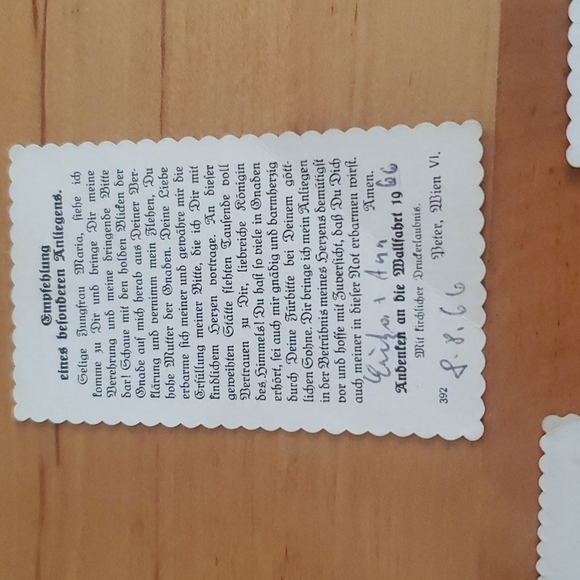 Empfehlung
eines besonderen Anliegens.
Selige Jungfrau Maria, siehe ich
komme zu Dir und bringe Dir meine
Verehrung und meine dringende Bitte
dar! Schaue mit den holden Blicken der
Gnade auf mich herab aus Deiner Ver-
klärung und vernimm mein Flehen, Du
hohe Mutter der Gnaden. Deine Liebe
erbarme sich meiner und gewähre mir die
Erfüllung meiner Bitte, die ich Dir mit
kindlichem Herzen vortrage. An dieser
geweihten Stätte flehten Tausende voll
Vertrauen zu Dir, liebreiche Königin
des Himmels! Du hast so viele in Gnaden
erhört, sei auch mir gnädig und barmherzig
durch Deine Fürbitte bei Deinem gött-
lichen Sohne. Dir bringe ich mein Anliegen
in der Betrübnis meines Herzens demütigst
vor und hoffe mit Zuversicht, daß Du Dich
auch meiner in dieser Not erbarmen wirst.
Amen.
+ Ann
Andenken an die Wallfahrt 1966
Mit kirchlicher Druckerlaubnis.
392 Peter, Wien VI.
8.8.66